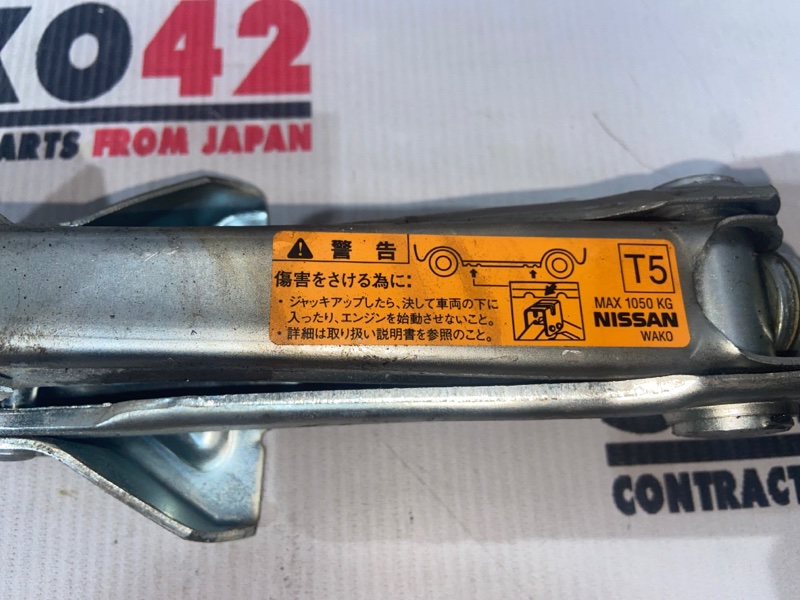 KO42
ARTS FROM JAPAN
警告
傷害をさける為に:
・ジャッキアップしたら、決して車両の下に
入ったり、エンジンを始動させないこと。
・詳細は取り扱い説明書を参照のこと。
T5
MAX 1050 KG
NISSAN
WAKO
CONTRACT